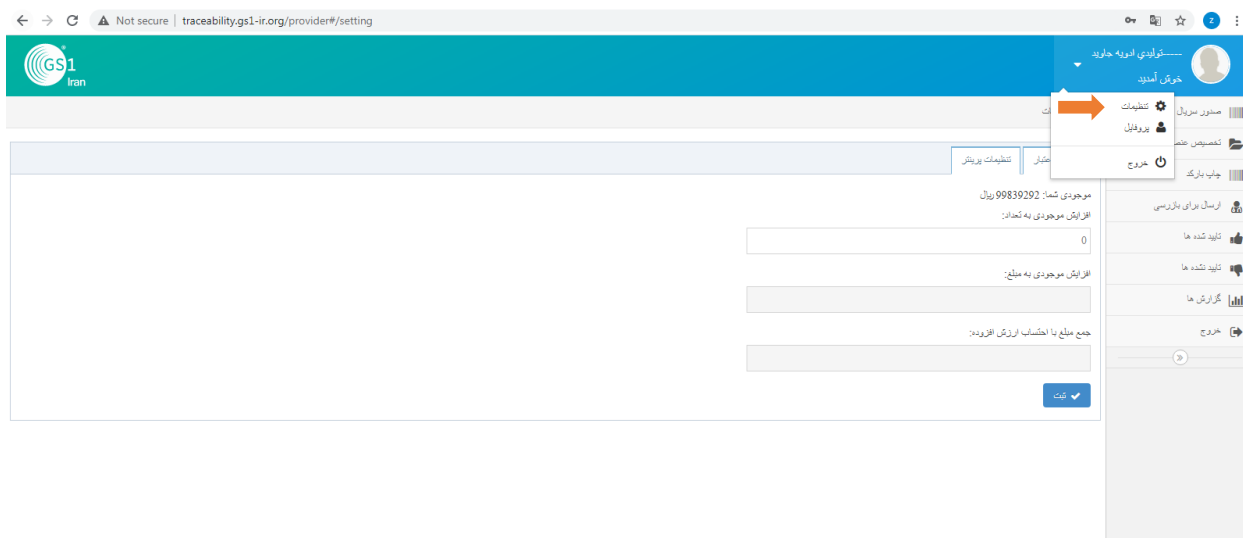 Not secure | traceability.gs1-ir.org/provider#/setting
z
GS1
Iran
-----تولیدي ادویه جاوید
خوش آمدید
تنظیمات
پروفایل
خروج
صدور سریال
تخصیص
چاپ بارکد
ارسال برای بازرسی
تایید شده ها
تایید نشده ها
گزارش ها
خروج
تنظیمات پرینتر
موجودی شما: 99839292 ریال
افزایش موجودی به تعداد:
0
افزایش موجودی به مبلغ:
جمع مبلغ با احتساب ارزش افزوده:
ثبت